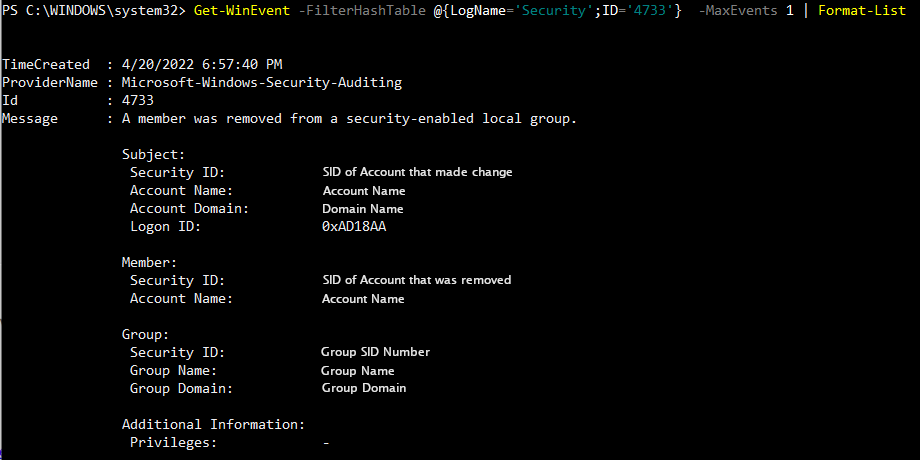 PS C:\WINDOWS\system32> Get-WinEvent -FilterHashTable @{LogName='Security';ID='4733'}  -MaxEvents 1 | Format-List
TimeCreated  : 4/20/2022 6:57:40 PM
ProviderName : Microsoft-Windows-Security-Auditing
Id           : 4733
Message      : A member was removed from a security-enabled local group.
Subject:
Security ID: SID of Account that made change
Account Name: Account Name
Account Domain: Domain Name
Logon ID: 0xAD18AA
Member:
Security ID: SID of Account that was removed
Account Name: Account Name
Group:
Security ID: Group SID Number
Group Name: Group Name
Group Domain: Group Domain
Additional Information:
Privileges: -